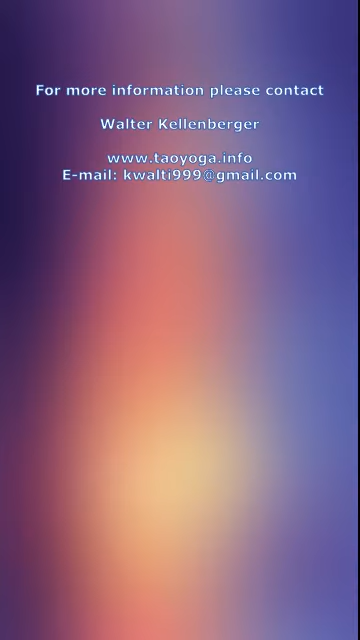 For more information please contact
Walter Kellenberger
www.taoyoga.info
E-mail: kwalti999@gmail.com